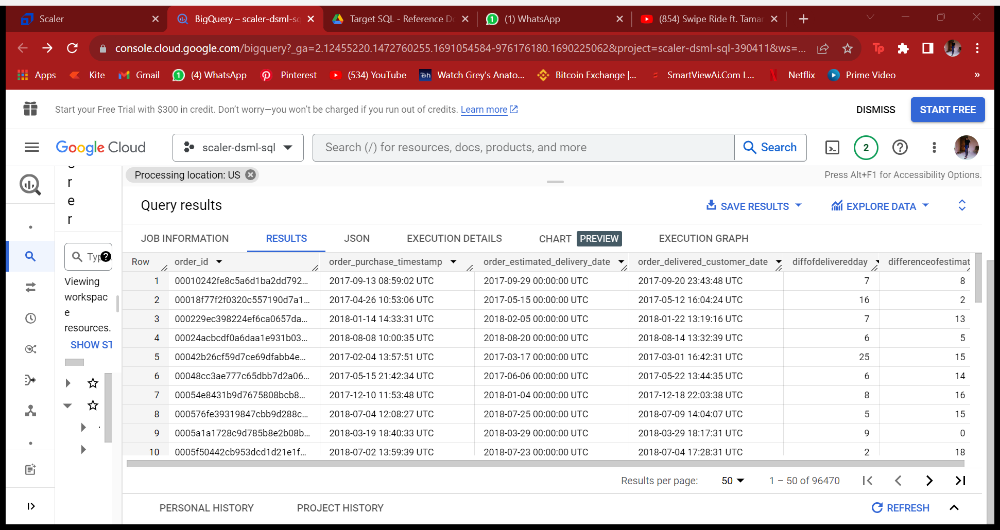 Scaler
BigQuery – scaler-dsml-sc
Target SQL - Reference Do
1 (1) WhatsApp
(854) Swipe Ride ft. Tamar
console.cloud.google.com/bigquery?_ga=2.12455220.1472760255.1691054584-976176180.1690225062&project=scaler-dsml-sql-390411&ws=...
Tp
Apps Kite Gmail 1 (4) WhatsApp Pinterest (534) YouTube Dh Watch Grey's Anato... Bitcoin Exchange |... SmartViewAi.Com L... Netflix Prime Video »
Start your Free Trial with $300 in credit. Don't worry—you won't be charged if you run out of credits. Learn more
DISMISS
START FREE
Google Cloud
scaler-dsml-sql
Search (/) for resources, docs, products, and more
Search
2
r
e
r
Typ
?
Viewing
workspac
e
resources.
SHOW ST
Processing location: US
Press Alt+F1 for Accessibility Options.
Query results
SAVE RESULTS
EXPLORE DATA
JOB INFORMATION RESULTS JSON EXECUTION DETAILS CHART PREVIEW EXECUTION GRAPH
Row order_id order_purchase_timestamp order_estimated_delivery_date order_delivered_customer_date diffofdeliveredday differenceofestimat
1 00010242fe8c5a6d1ba2dd792... 2017-09-13 08:59:02 UTC 2017-09-29 00:00:00 UTC 2017-09-20 23:43:48 UTC 7 8
2 00018f77f2f0320c557190d7a1... 2017-04-26 10:53:06 UTC 2017-05-15 00:00:00 UTC 2017-05-12 16:04:24 UTC 16 2
3 000229ec398224ef6ca0657da... 2018-01-14 14:33:31 UTC 2018-02-05 00:00:00 UTC 2018-01-22 13:19:16 UTC 7 13
4 00024acbcdf0a6daa1e931b03... 2018-08-08 10:00:35 UTC 2018-08-20 00:00:00 UTC 2018-08-14 13:32:39 UTC 6 5
5 00042b26cf59d7ce69dfabb4e... 2017-02-04 13:57:51 UTC 2017-03-17 00:00:00 UTC 2017-03-01 16:42:31 UTC 25 15
6 00048cc3ae777c65dbb7d2a06... 2017-05-15 21:42:34 UTC 2017-06-06 00:00:00 UTC 2017-05-22 13:44:35 UTC 6 14
7 00054e8431b9d7675808bcb8... 2017-12-10 11:53:48 UTC 2018-01-04 00:00:00 UTC 2017-12-18 22:03:38 UTC 8 16
8 000576fe39319847cbb9d288c... 2018-07-04 12:08:27 UTC 2018-07-25 00:00:00 UTC 2018-07-09 14:04:07 UTC 5 15
9 0005a1a1728c9d785b8e2b08b... 2018-03-19 18:40:33 UTC 2018-03-29 00:00:00 UTC 2018-03-29 18:17:31 UTC 9 0
10 0005f50442cb953dcd1d21e1f... 2018-07-02 13:59:39 UTC 2018-07-23 00:00:00 UTC 2018-07-04 17:28:31 UTC 2 18
Results per page: 50 1 – 50 of 96470
PERSONAL HISTORY PROJECT HISTORY REFRESH